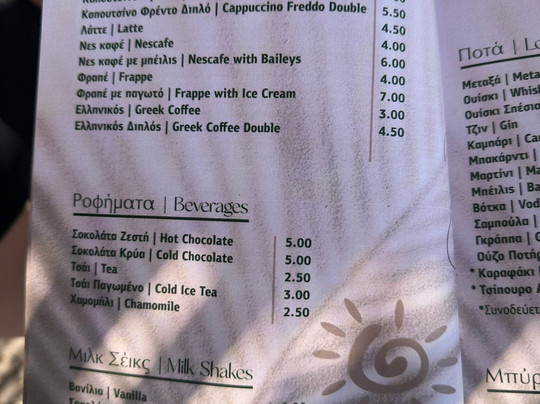 Καπουτσίνο Φρέντο Διπλό | Cappuccino Freddo Double 5.50
Λάττε | Latte 4.50
Νες καφέ | Nescafe 4.00
Νες καφέ με μπέιλις | Nescafe with Baileys 6.00
Φραπέ | Frappe 4.00
Φραπέ με παγωτό | Frappe with Ice Cream 7.00
Ελληνικός | Greek Coffee 3.00
Ελληνικός Διπλός | Greek Coffee Double 4.50
Ροφήματα | Beverages
Σοκολάτα Ζεστή | Hot Chocolate 5.00
Σοκολάτα Κρύα | Cold Chocolate 5.00
Τσάι | Tea 2.50
Τσάι Παγωμένο | Cold Ice Tea 3.00
Χαμομήλι | Chamomile 2.50
Μιλκ Σέικς | Milk Shakes
Βανίλια | Vanilla
Ποτά |
Μεταξά |
Ουίσκι |
Ουίσκι
Τζιν | Gin
Καμπάρι |
Μπακάρντι |
Μαρτίνι |
Μπέιλις |
Βότκα |
Σαμπούλα |
Γκράππα |
Ούζο
* Καραφάκι
* Τσίπουρο